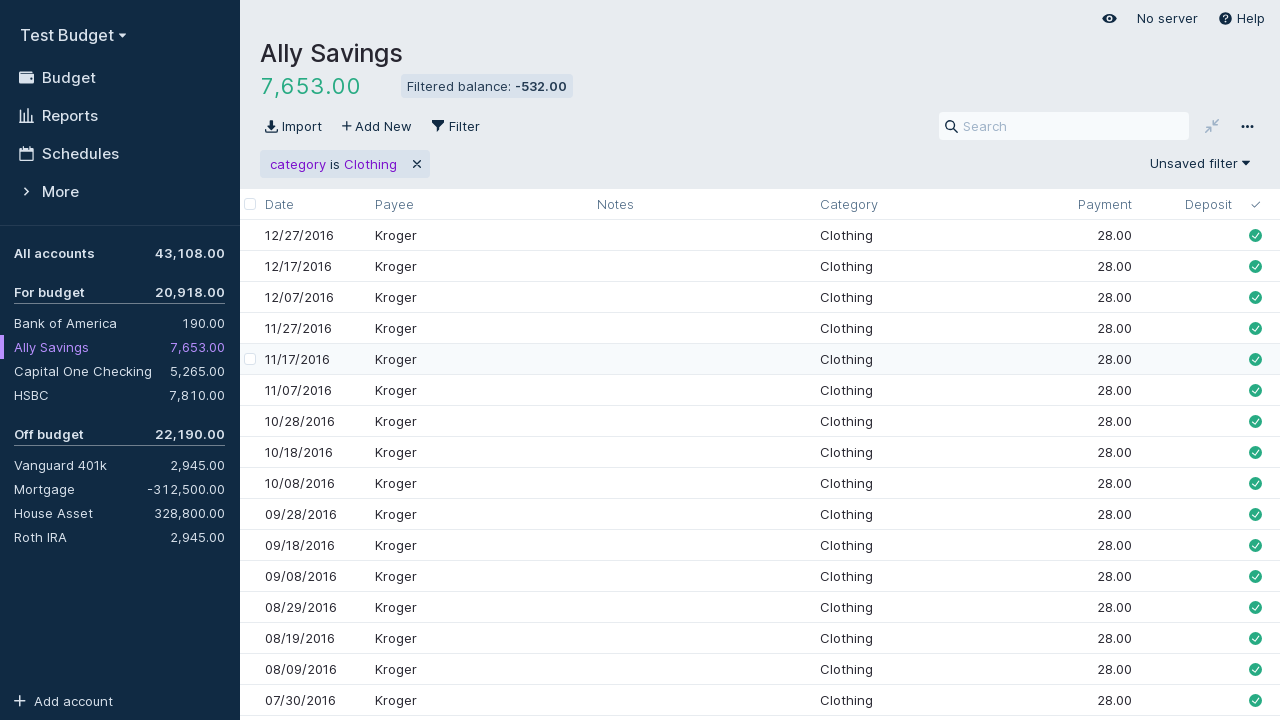 Test Budget
Budget
Reports
Schedules
More
All accounts 43,108.00
For budget 20,918.00
Bank of America 190.00
Ally Savings 7,653.00
Capital One Checking 5,265.00
HSBC 7,810.00
Off budget 22,190.00
Vanguard 401k 2,945.00
Mortgage -312,500.00
House Asset 328,800.00
Roth IRA 2,945.00
Add account
No server Help
Ally Savings
7,653.00 Filtered balance: -532.00
Import Add New Filter Search
category is Clothing Unsaved filter
Date Payee Notes Category Payment Deposit
12/27/2016 Kroger Clothing 28.00
12/17/2016 Kroger Clothing 28.00
12/07/2016 Kroger Clothing 28.00
11/27/2016 Kroger Clothing 28.00
11/17/2016 Kroger Clothing 28.00
11/07/2016 Kroger Clothing 28.00
10/28/2016 Kroger Clothing 28.00
10/18/2016 Kroger Clothing 28.00
10/08/2016 Kroger Clothing 28.00
09/28/2016 Kroger Clothing 28.00
09/18/2016 Kroger Clothing 28.00
09/08/2016 Kroger Clothing 28.00
08/29/2016 Kroger Clothing 28.00
08/19/2016 Kroger Clothing 28.00
08/09/2016 Kroger Clothing 28.00
07/30/2016 Kroger Clothing 28.00